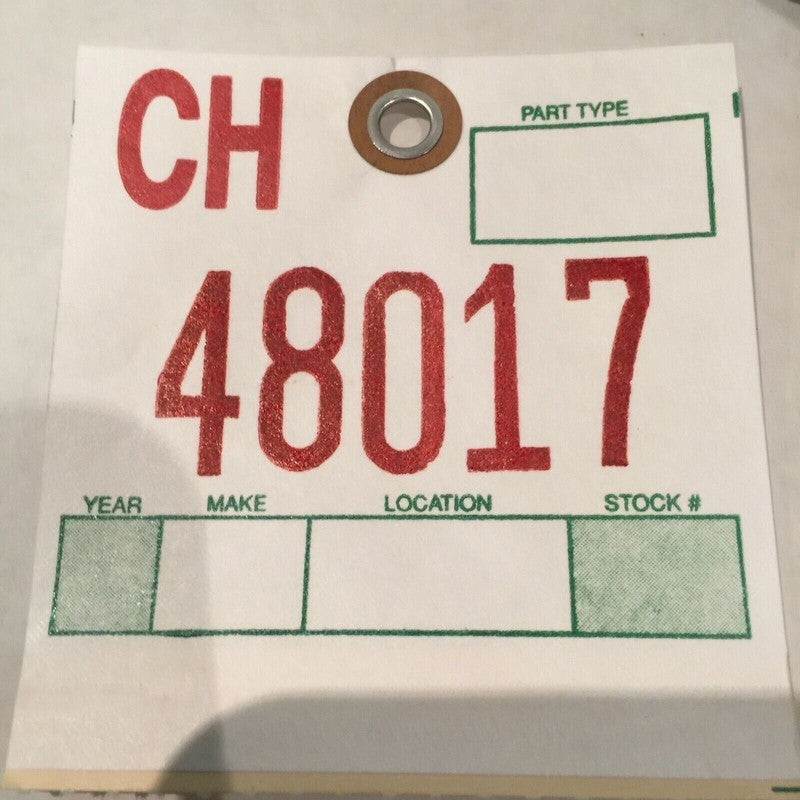 CH
PART TYPE
48017
YEAR MAKE LOCATION STOCK #